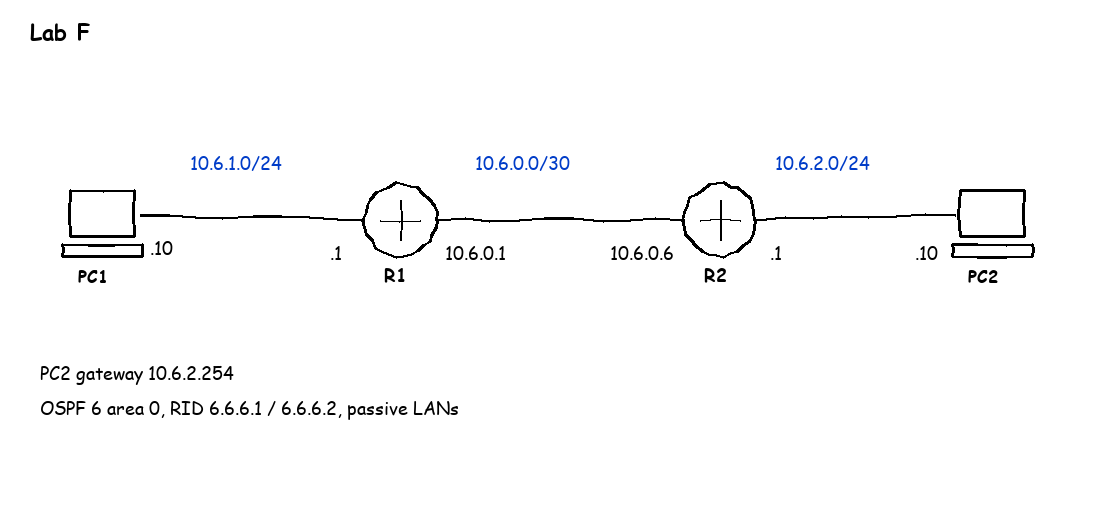 Lab F
10.6.1.0/24
10.6.0.0/30
10.6.2.0/24
.10
.1
10.6.0.1
10.6.0.6
.1
.10
PC1
R1
R2
PC2
PC2 gateway 10.6.2.254
OSPF 6 area 0, RID 6.6.6.1 / 6.6.6.2, passive LANs